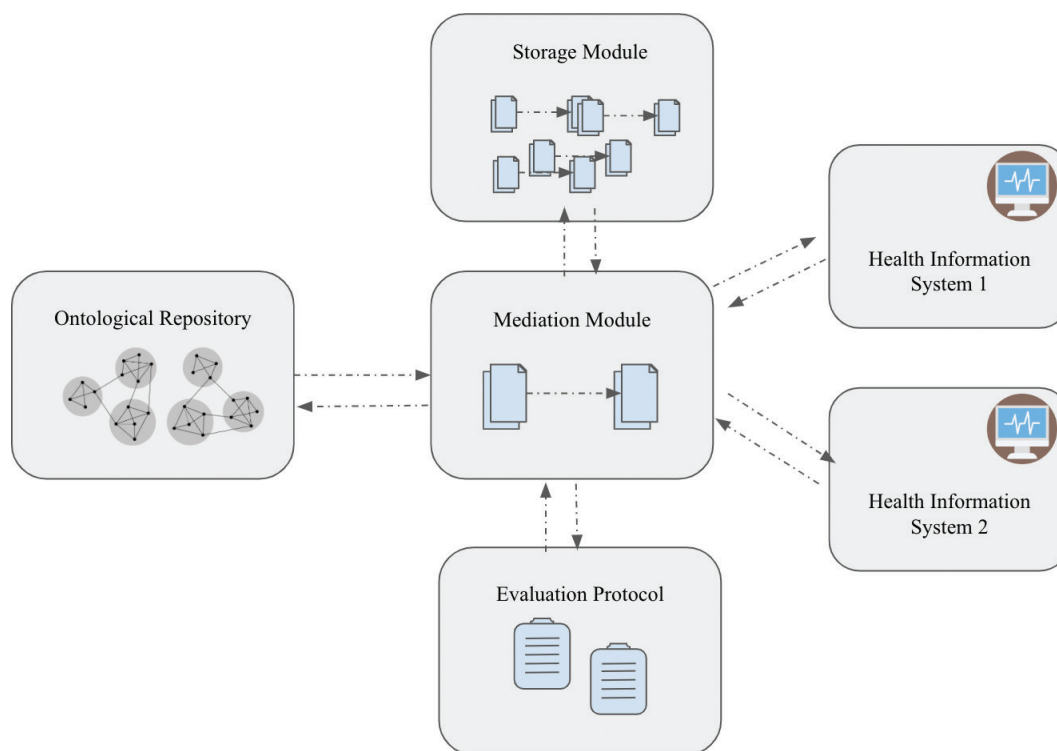 Storage Module
Health Information
System 1
Ontological Repository
Mediation Module
Health Information
System 2
Evaluation Protocol